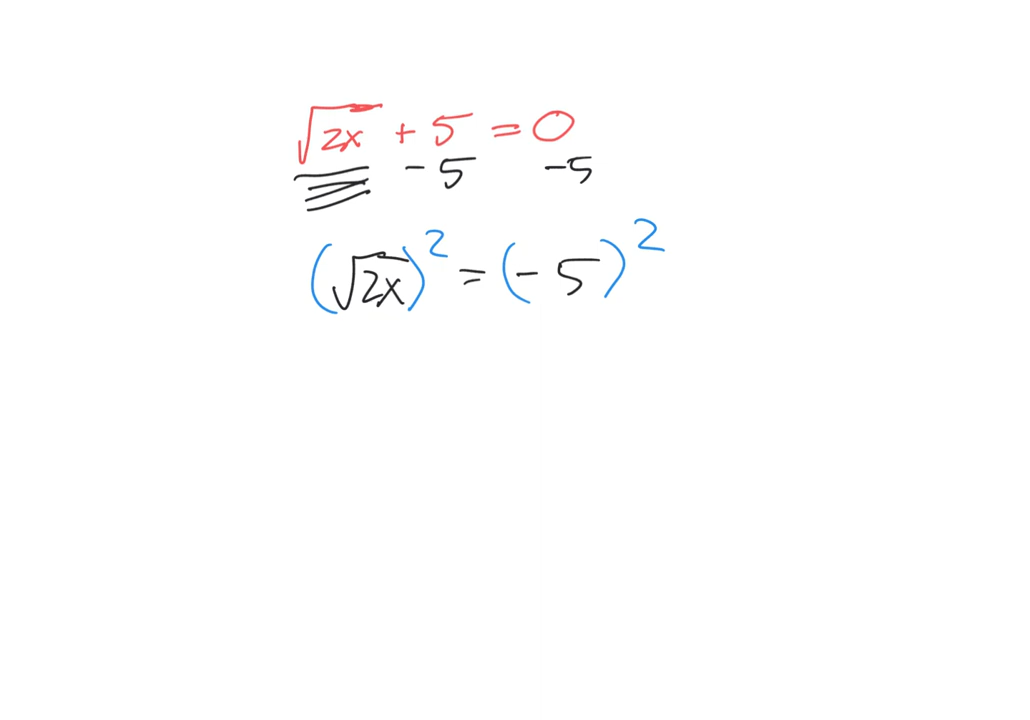 √2x + 5 = 0
- 5 -5
(√2x)² = (- 5)²